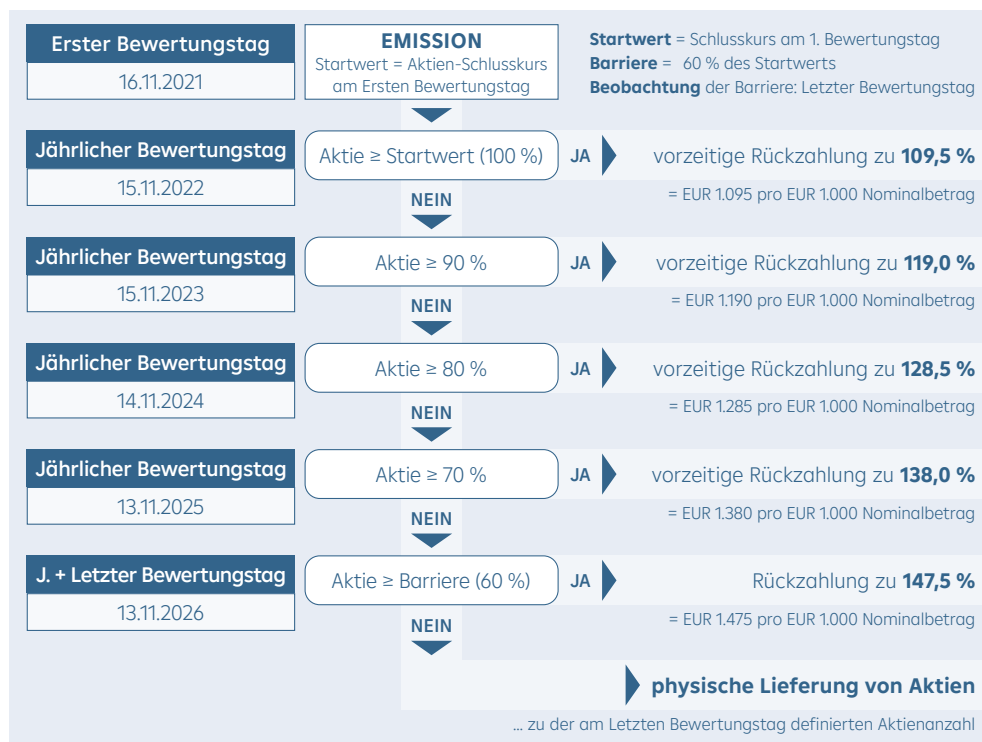 Erster Bewertungstag
16.11.2021
EMISSION
Startwert = Aktien-Schlusskurs
am Ersten Bewertungstag
Startwert = Schlusskurs am 1. Bewertungstag
Barriere = 60 % des Startwerts
Beobachtung der Barriere: Letzter Bewertungstag
Jährlicher Bewertungstag
15.11.2022
Aktie ≥ Startwert (100 %)
JA
vorzeitige Rückzahlung zu 109,5 %
= EUR 1.095 pro EUR 1.000 Nominalbetrag
NEIN
Jährlicher Bewertungstag
15.11.2023
Aktie ≥ 90 %
JA
vorzeitige Rückzahlung zu 119,0 %
= EUR 1.190 pro EUR 1.000 Nominalbetrag
NEIN
Jährlicher Bewertungstag
14.11.2024
Aktie ≥ 80 %
JA
vorzeitige Rückzahlung zu 128,5 %
= EUR 1.285 pro EUR 1.000 Nominalbetrag
NEIN
Jährlicher Bewertungstag
13.11.2025
Aktie ≥ 70 %
JA
vorzeitige Rückzahlung zu 138,0 %
= EUR 1.380 pro EUR 1.000 Nominalbetrag
NEIN
J. + Letzter Bewertungstag
13.11.2026
Aktie ≥ Barriere (60 %)
JA
Rückzahlung zu 147,5 %
= EUR 1.475 pro EUR 1.000 Nominalbetrag
NEIN
physische Lieferung von Aktien
... zu der am Letzten Bewertungstag definierten Aktienanzahl